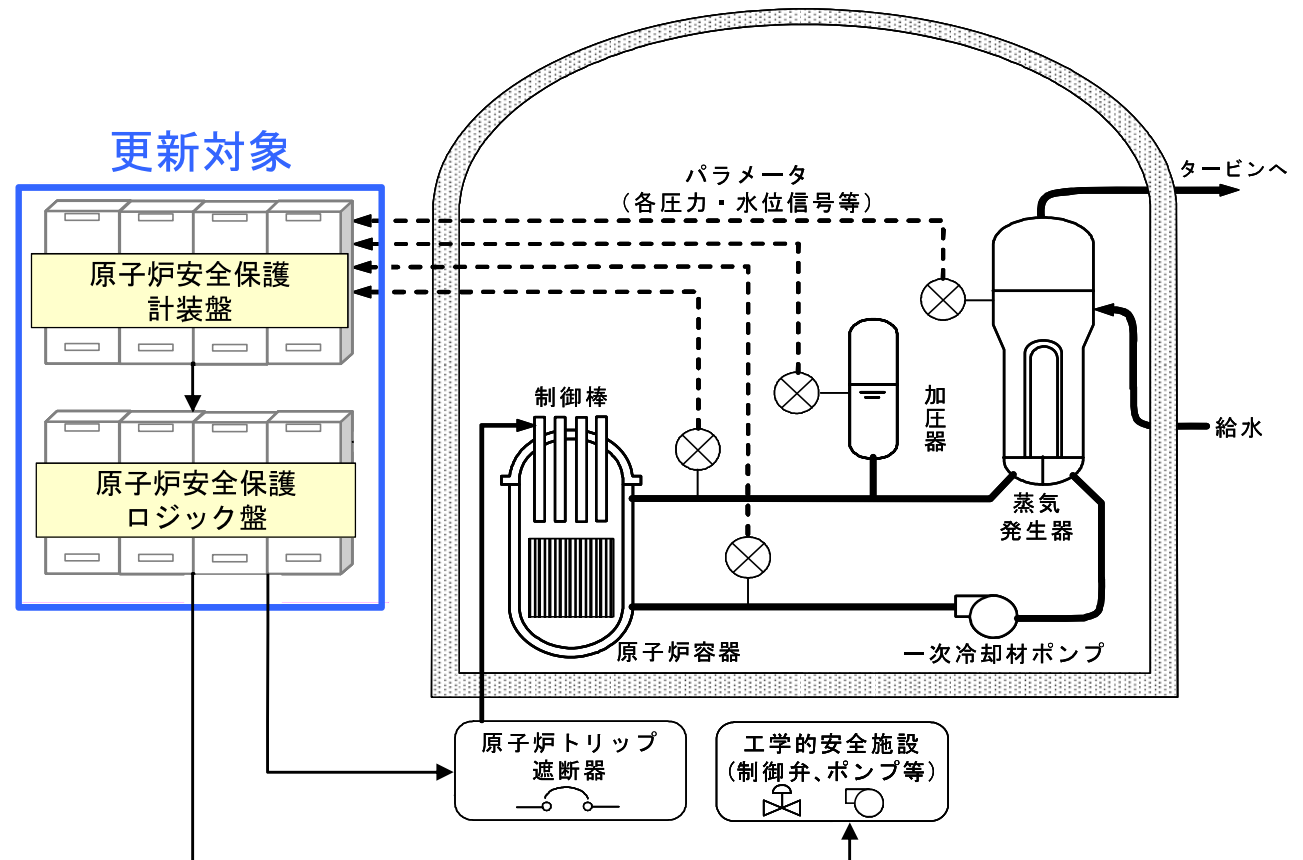 更新対象
原子炉安全保護
計装盤
原子炉安全保護
ロジック盤
パラメータ
（各圧力・水位信号等）
タービンへ
給水
加圧器
制御棒
蒸気
発生器
原子炉容器
一次冷却材ポンプ
原子炉トリップ
遮断器
工学的安全施設
（制御弁、ポンプ等）